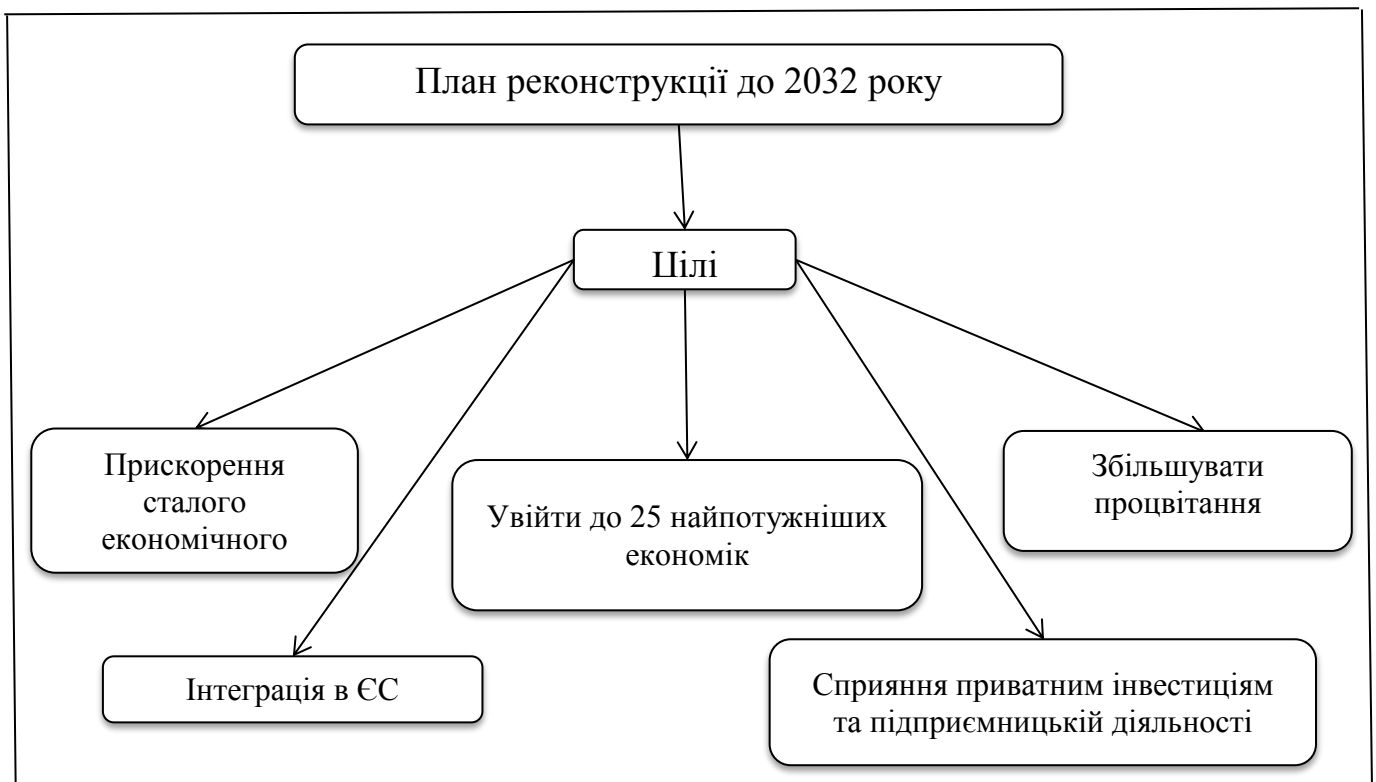 План реконструкції до 2032 року
Цілі
Прискорення
сталого
економічного
Увійти до 25 найпотужніших
економік
Збільшувати
процвітання
Інтеграція в ЄС
Сприяння приватним інвестиціям
та підприємницькій діяльності